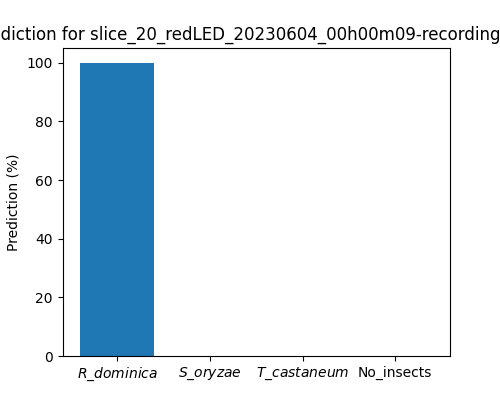 diction for slice_20_redLED_20230604_00h00m09-recording
100
80
60
40
20
0
Prediction (%)
R_dominica S_oryzae T_castaneum No_insects